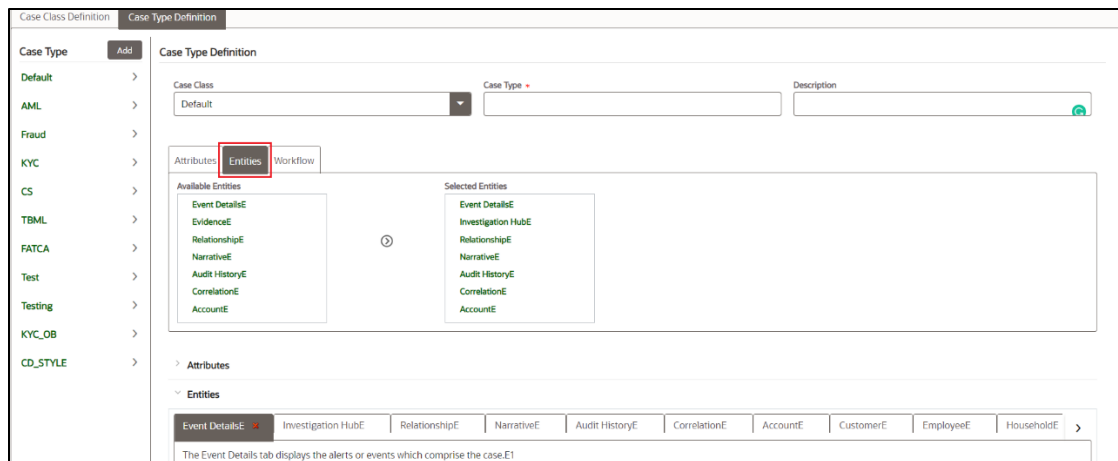 Case Class Definition Case Type Definition
Case Type Add
Default
AML
Fraud
KYC
CS
TBML
FATCA
Test
Testing
KYC_OB
CD_STYLE
Case Type Definition
Case Class Case Type * Description
Default
Attributes Entities Workflow
Available Entities
Event DetailsE
EvidenceE
RelationshipE
NarrativeE
Audit HistoryE
CorrelationE
AccountE
Selected Entities
Event DetailsE
Investigation HubE
RelationshipE
NarrativeE
Audit HistoryE
CorrelationE
AccountE
Attributes
Entities
Event DetailsE Investigation HubE RelationshipE NarrativeE Audit HistoryE CorrelationE AccountE CustomerE EmployeeE HouseholdE
The Event Details tab displays the alerts or events which comprise the case.E1